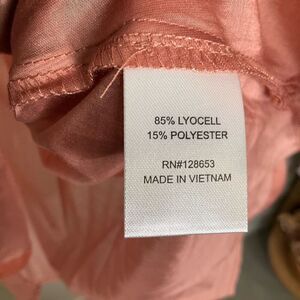 85% LYOCELL
15% POLYESTER
RN#128653
MADE IN VIETNAM